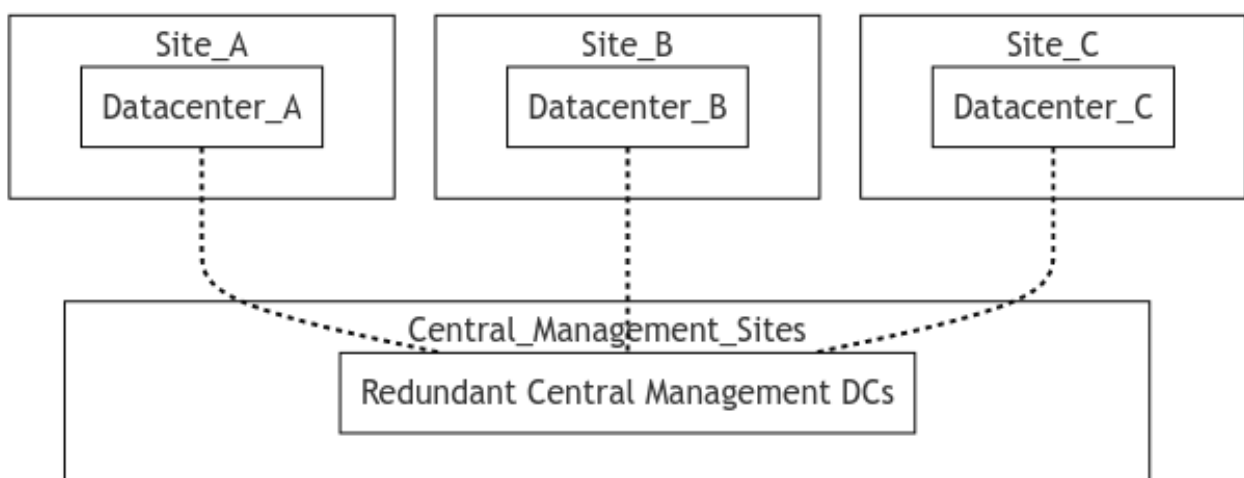 Site_A
Site_B
Site_C
Datacenter_A
Datacenter_B
Datacenter_C
Central_Management_Sites
Redundant Central Management DCs